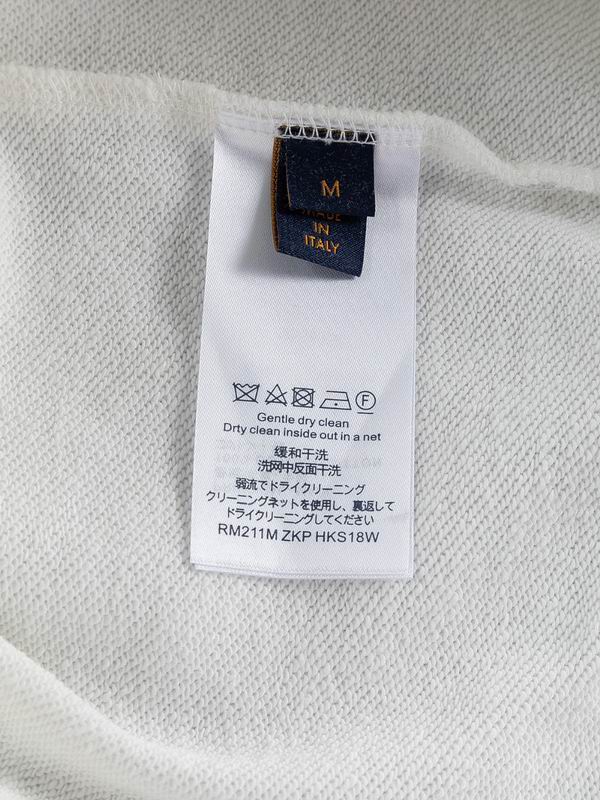 M
MADE
IN
ITALY
Gentle dry clean
Drty clean inside out in a net
缓和干洗
洗网中反面干洗
弱流でドライクリーニング
クリーニングネットを使用し、裏返して
ドライクリーニングしてください
RM211M ZKP HKS18W